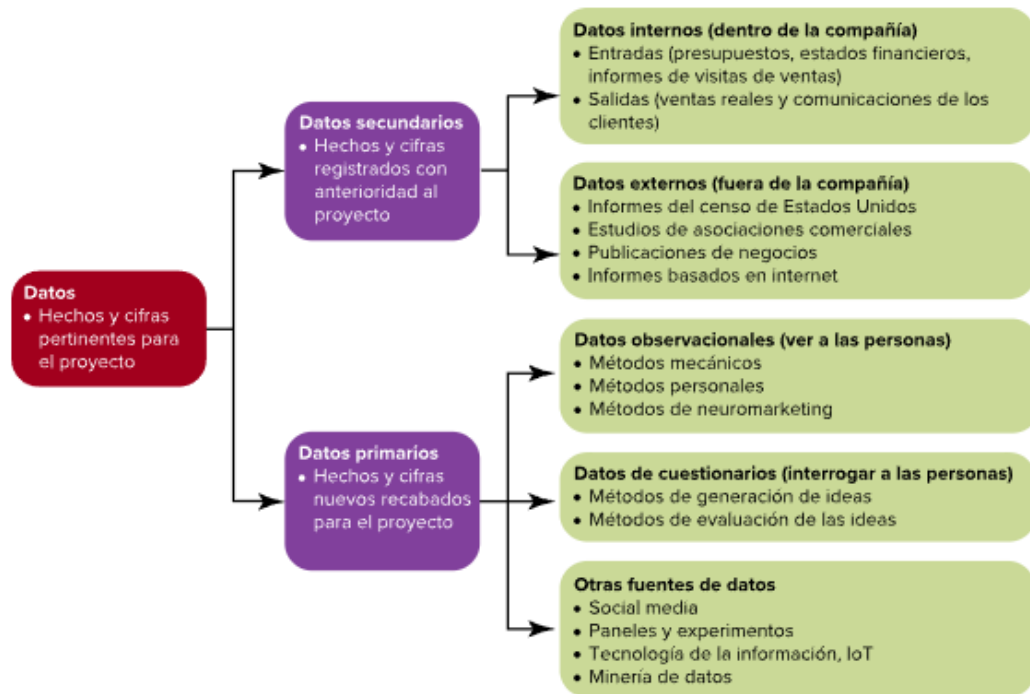 Datos
• Hechos y cifras
pertinentes para
el proyecto
Datos secundarios
• Hechos y cifras
registrados con
anterioridad al
proyecto
Datos internos (dentro de la compañía)
• Entradas (presupuestos, estados financieros,
informes de visitas de ventas)
• Salidas (ventas reales y comunicaciones de los
clientes)
Datos externos (fuera de la compañía)
• Informes del censo de Estados Unidos
• Estudios de asociaciones comerciales
• Publicaciones de negocios
• Informes basados en internet
Datos primarios
• Hechos y cifras
nuevos recabados
para el proyecto
Datos observacionales (ver a las personas)
• Métodos mecánicos
• Métodos personales
• Métodos de neuromarketing
Datos de cuestionarios (interrogar a las personas)
• Métodos de generación de ideas
• Métodos de evaluación de las ideas
Otras fuentes de datos
• Social media
• Paneles y experimentos
• Tecnología de la información, IoT
• Minería de datos